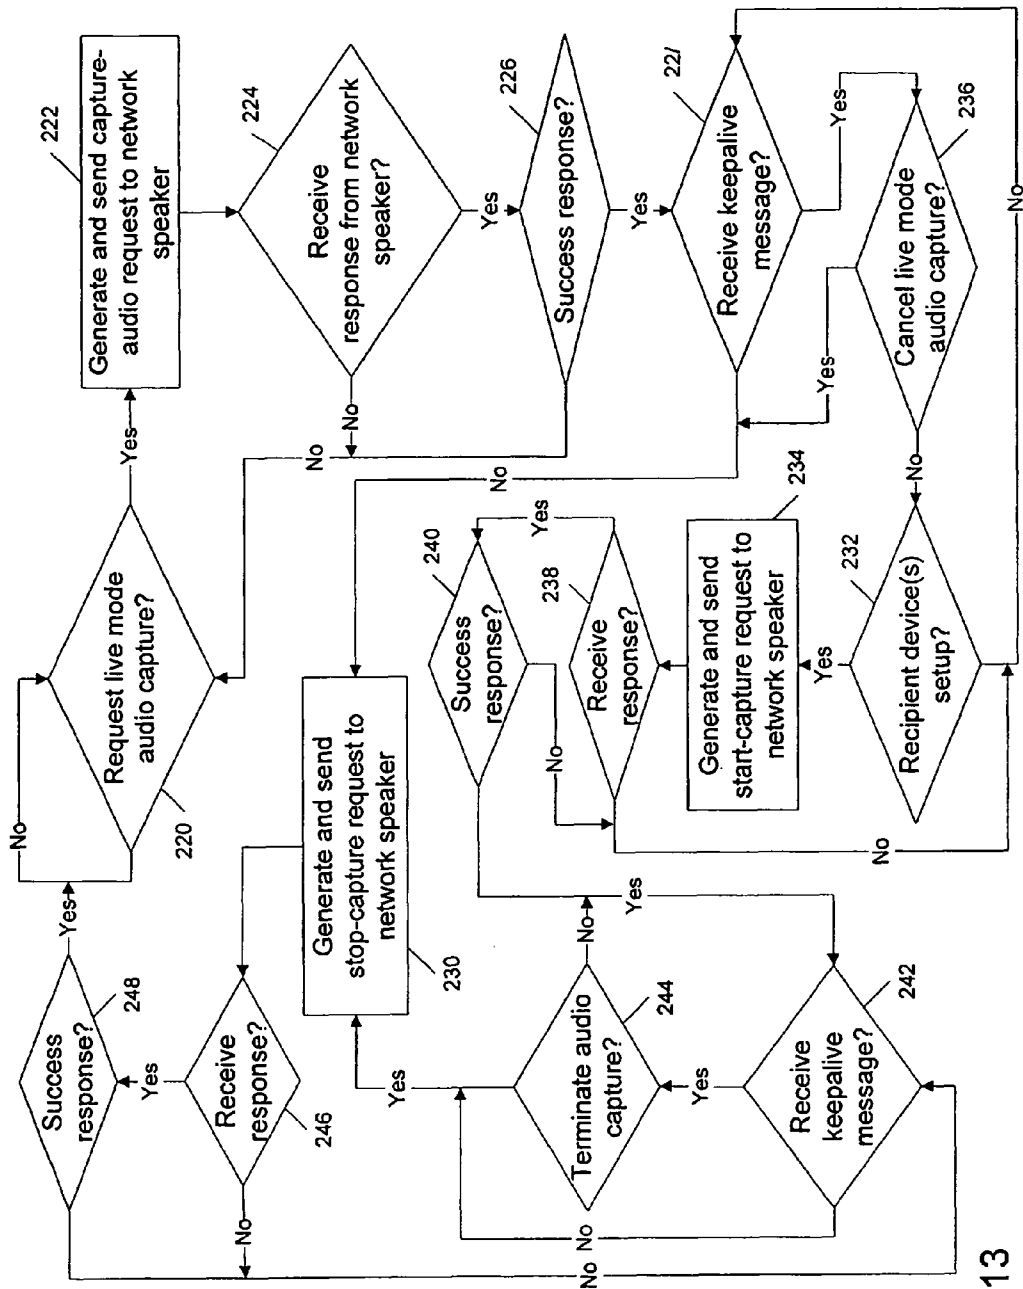 222
Generate and send capture-
audio request to network
speaker
Yes
Request live mode
audio capture?
220
No
224
Receive
response from network
speaker?
No
Yes
226
Success response?
No
Yes
22/
Receive keepalive
message?
No
Yes
236
Cancel live mode
audio capture?
Yes
No
232
Recipient device(s)
setup?
No
Yes
234
Generate and send
start-capture request to
network speaker
238
Receive
response?
No
Yes
240
Success
response?
No
Yes
242
Receive
keepalive
message?
No
Yes
244
Terminate audio
capture?
No
Yes
230
Generate and send
stop-capture request to
network speaker
246
Receive
response?
No
Yes
248
Success
response?
Yes
No
13